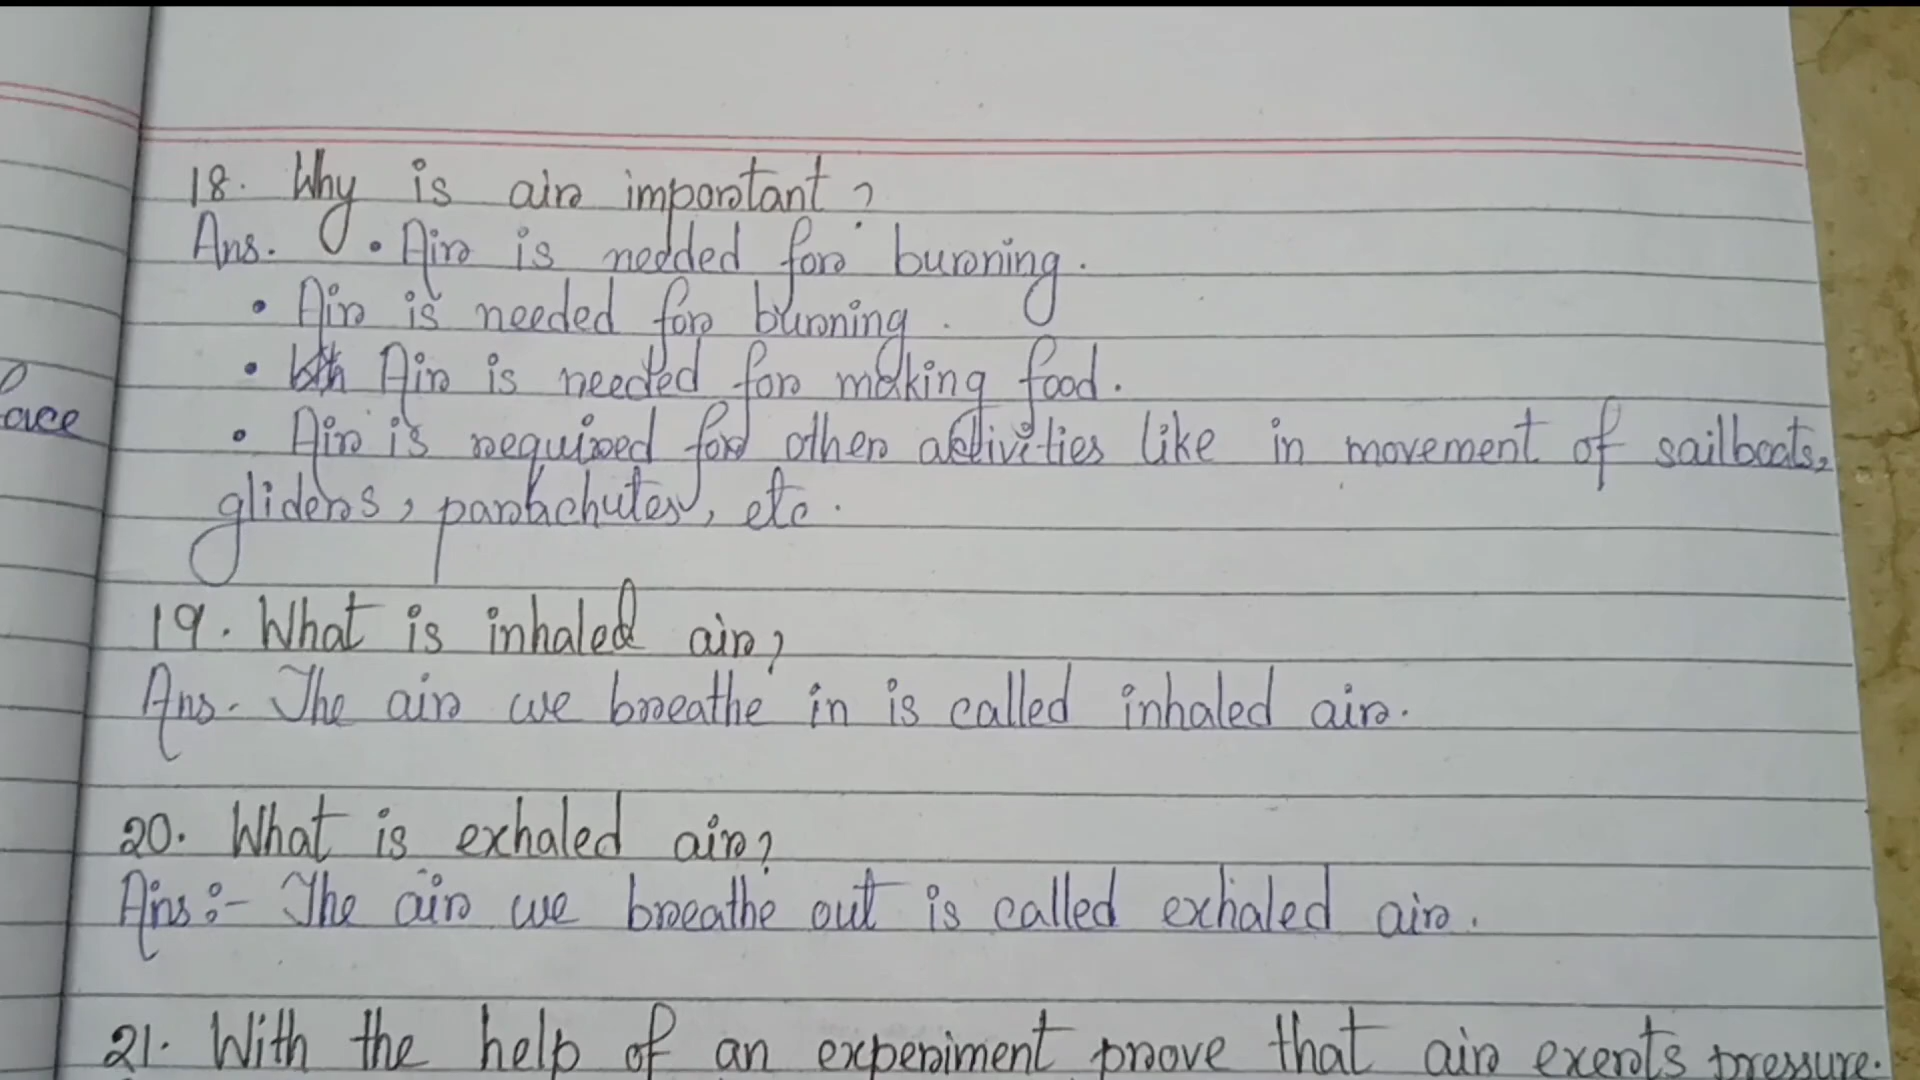 18. Why is air important?
Ans. • Air is needed for burning.
• Air is needed for burning.
• Air is needed for making food.
• Air is required for other activities like in movement of sailboats,
gliders, parachutes, etc.
19. What is inhaled air?
Ans. The air we breathe in is called inhaled air.
20. What is exhaled air?
Ans :- The air we breathe out is called exhaled air.
21. With the help of an experiment prove that air exerts pressure.